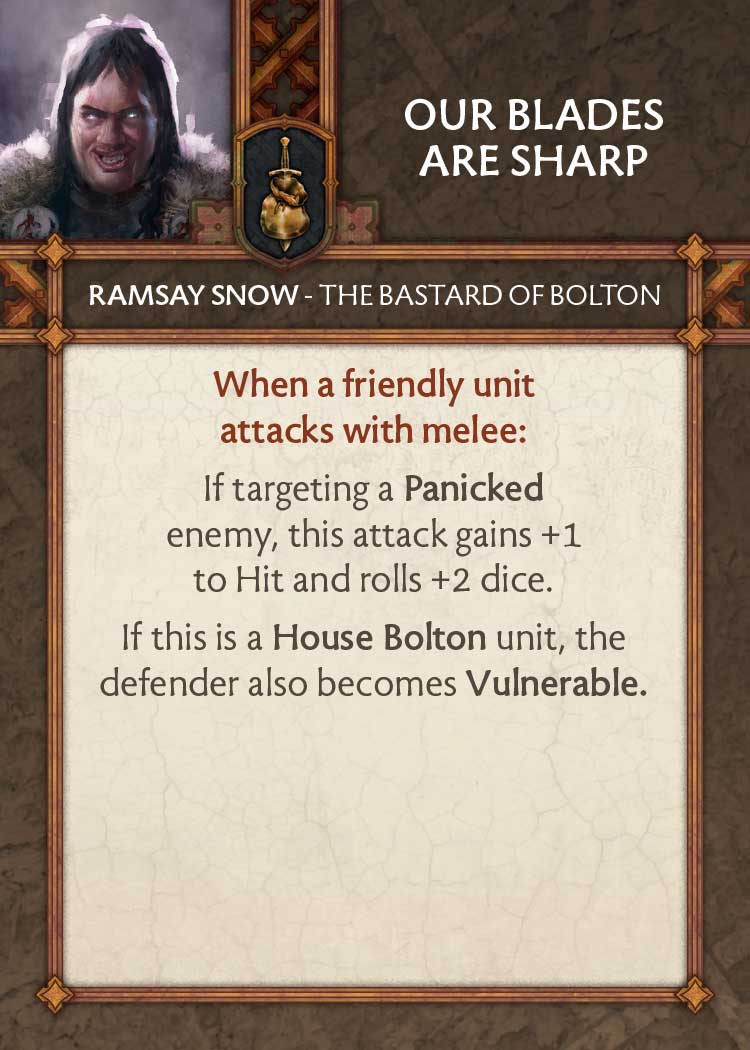 OUR BLADES
ARE SHARP
RAMSAY SNOW - THE BASTARD OF BOLTON
When a friendly unit
attacks with melee:
If targeting a Panicked
enemy, this attack gains +1
to Hit and rolls +2 dice.
If this is a House Bolton unit, the
defender also becomes Vulnerable.